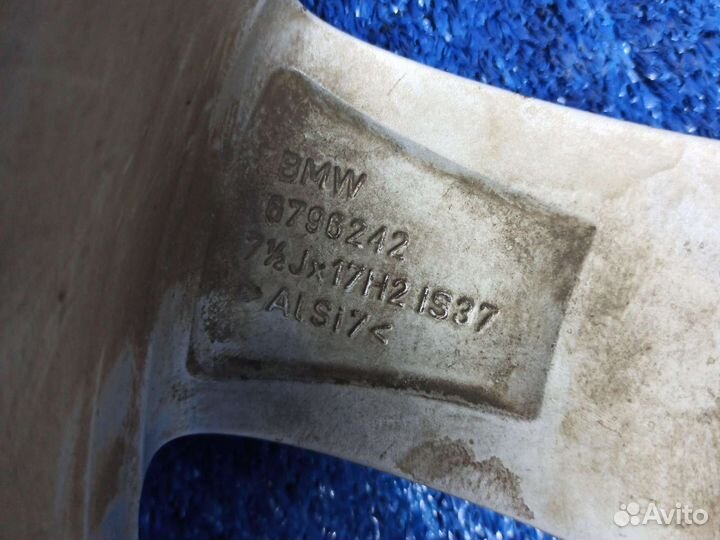 BMW
6796242
7½Jx17H2 IS37
>AlSi7<
Avito